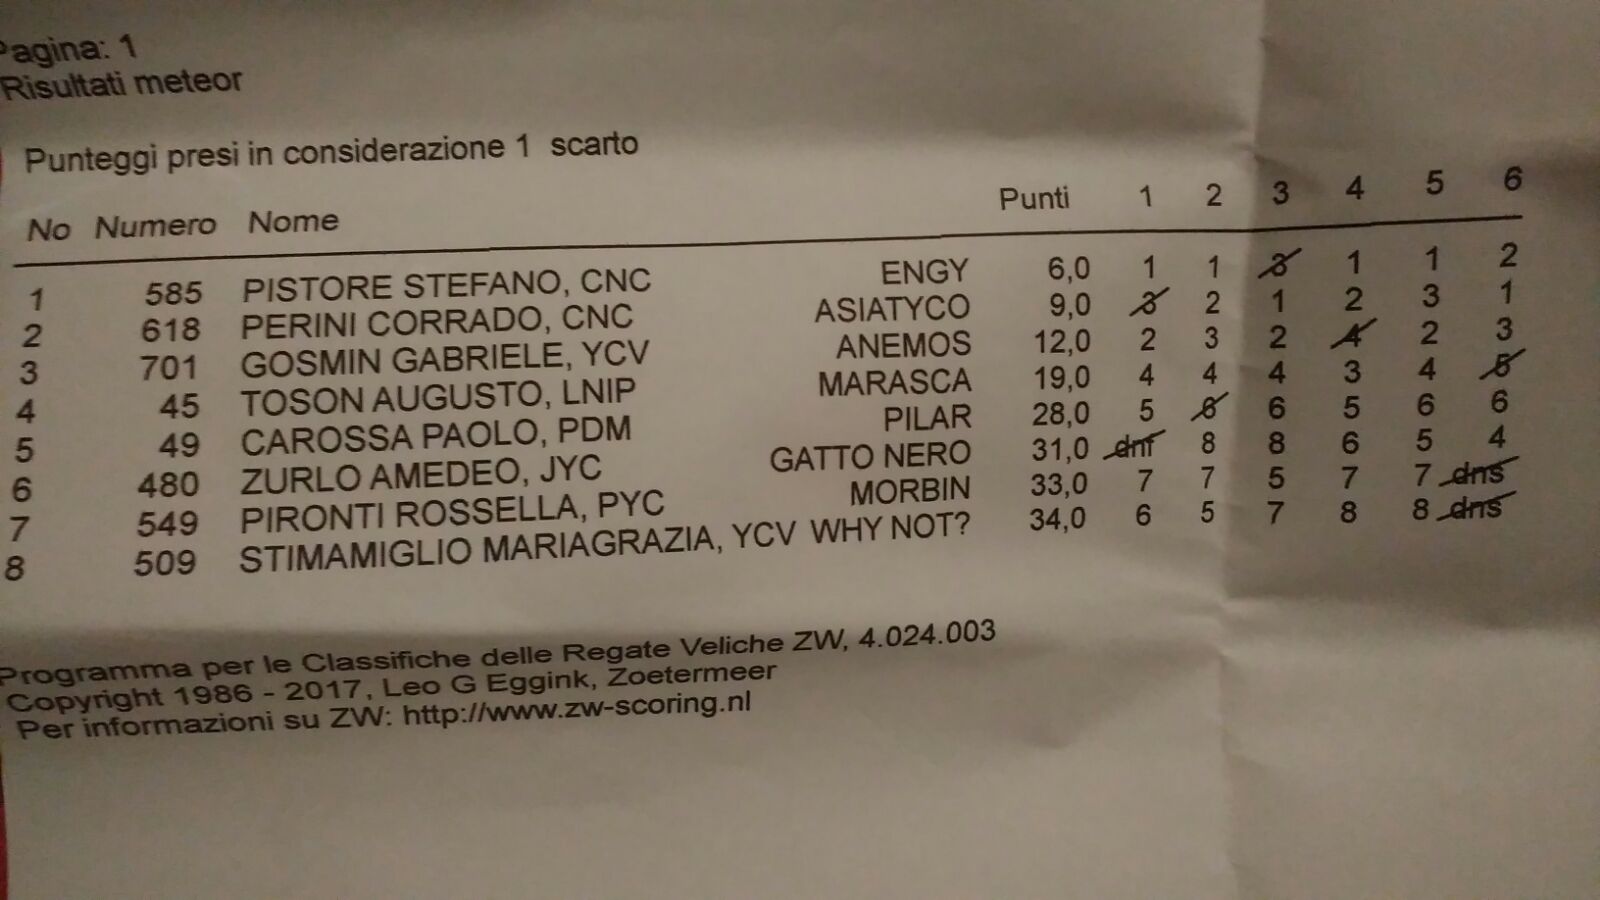 Pagina: 1
Risultati meteor
Punteggi presi in considerazione 1 scarto
No Numero Nome Punti 1 2 3 4 5 6
1 585 PISTORE STEFANO, CNC ENGY 6,0 1 1 3 1 1 2
2 618 PERINI CORRADO, CNC ASIATYCO 9,0 3 2 1 2 3 1
3 701 GOSMIN GABRIELE, YCV ANEMOS 12,0 2 3 2 4 2 3
4 45 TOSON AUGUSTO, LNIP MARASCA 19,0 4 4 4 3 4 5
5 49 CAROSSA PAOLO, PDM PILAR 28,0 5 6 6 5 6 6
6 480 ZURLO AMEDEO, JYC GATTO NERO 31,0 dnf 8 8 6 5 4
7 549 PIRONTI ROSSELLA, PYC MORBIN 33,0 7 7 5 7 7 dns
8 509 STIMAMIGLIO MARIAGRAZIA, YCV WHY NOT? 34,0 6 5 7 8 8 dns
Programma per le Classifiche delle Regate Veliche ZW, 4.024.003
Copyright 1986 - 2017, Leo G Eggink, Zoetermeer
Per informazioni su ZW: http://www.zw-scoring.nl